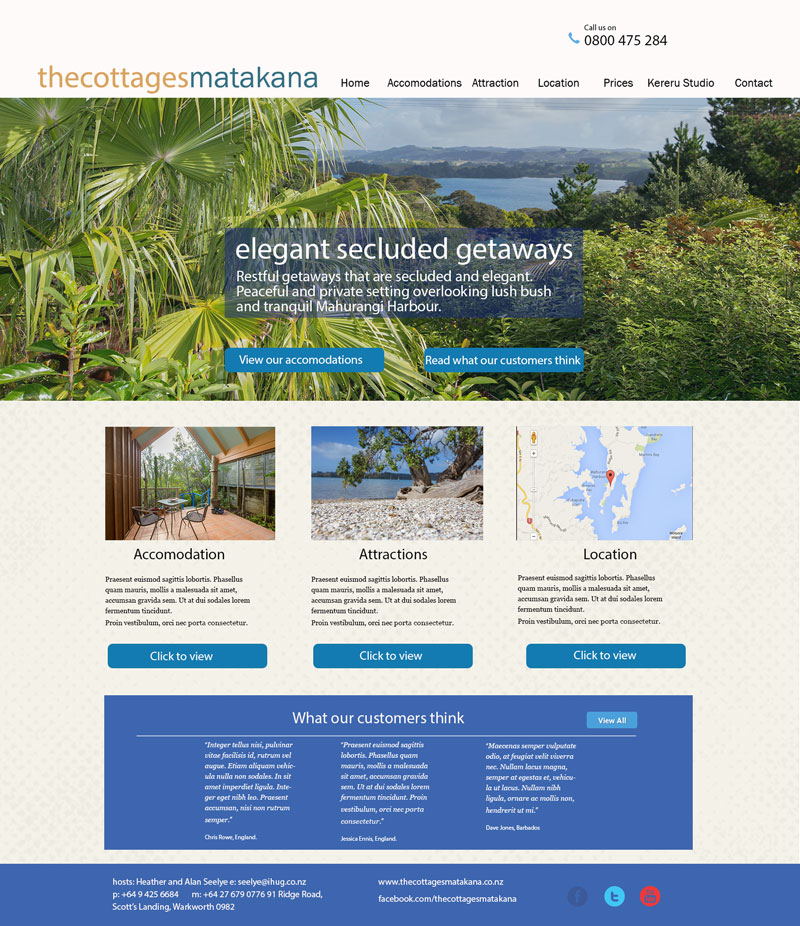 Call us on
0800 475 284
thecottagesmatakana
Home Accomodations Attraction Location Prices Kereru Studio Contact
elegant secluded getaways
Restful getaways that are secluded and elegant.
Peaceful and private setting overlooking lush bush
and tranquil Mahurangi Harbour.
View our accomodations
Read what our customers think
Accomodation
Praesent euismod sagittis lobortis. Phasellus
quam mauris, mollis a malesuada sit amet,
accumsan gravida sem. Ut at dui sodales lorem
fermentum tincidunt.
Proin vestibulum, orci nec porta consectetur.
Click to view
Attractions
Praesent euismod sagittis lobortis. Phasellus
quam mauris, mollis a malesuada sit amet,
accumsan gravida sem. Ut at dui sodales lorem
fermentum tincidunt.
Proin vestibulum, orci nec porta consectetur.
Click to view
Location
Praesent euismod sagittis lobortis. Phasellus
quam mauris, mollis a malesuada sit amet,
accumsan gravida sem. Ut at dui sodales lorem
fermentum tincidunt.
Proin vestibulum, orci nec porta consectetur.
Click to view
What our customers think
View All
"Integer tellus nisi, pulvinar
vitae facilisis id, rutrum vel
augue. Etiam aliquam vehic-
ula nulla non sodales. In sit
amet imperdiet ligula. Inte-
ger eget nibh leo. Praesent
accumsan, nisi non rutrum
semper."
Chris Rowe, England.
"Praesent euismod sagittis
lobortis. Phasellus quam
mauris, mollis a malesuada
sit amet, accumsan gravida
sem. Ut at dui sodales lorem
fermentum tincidunt. Proin
vestibulum, orci nec porta
consectetur."
Jessica Ennis, England.
"Maecenas semper vulputate
odio, at feugiat velit viverra
nec. Nullam lacus magna,
semper at egestas et, vehicu-
la ut lacus. Nullam nibh
ligula, ornare ac mollis non,
hendrerit ut mi."
Dave Jones, Barbados
hosts: Heather and Alan Seelye e: seelye@ihug.co.nz
p: +64 9 425 6684 m: +64 27 679 0776 91 Ridge Road,
Scott's Landing, Warkworth 0982
www.thecottagesmatakana.co.nz
facebook.com/thecottagesmatakana